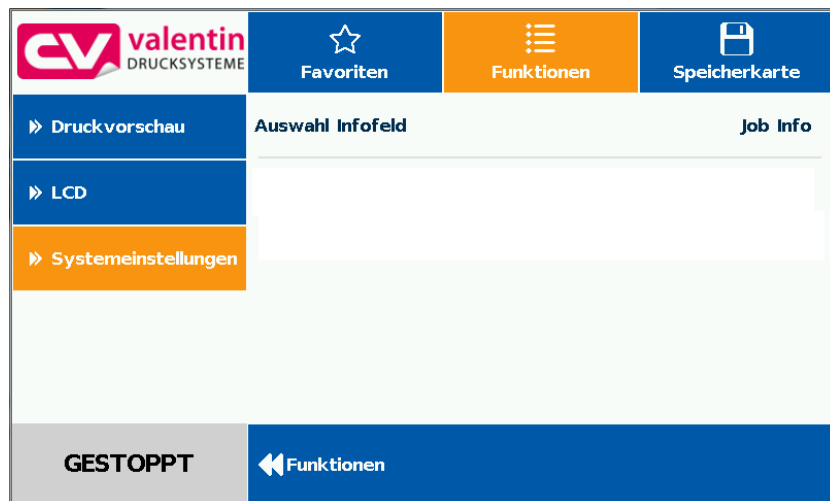 valentin
DRUCKSYSTEME
Favoriten
Funktionen
Speicherkarte
Druckvorschau
Auswahl Infofeld
Job Info
LCD
Systemeinstellungen
GESTOPPT
Funktionen